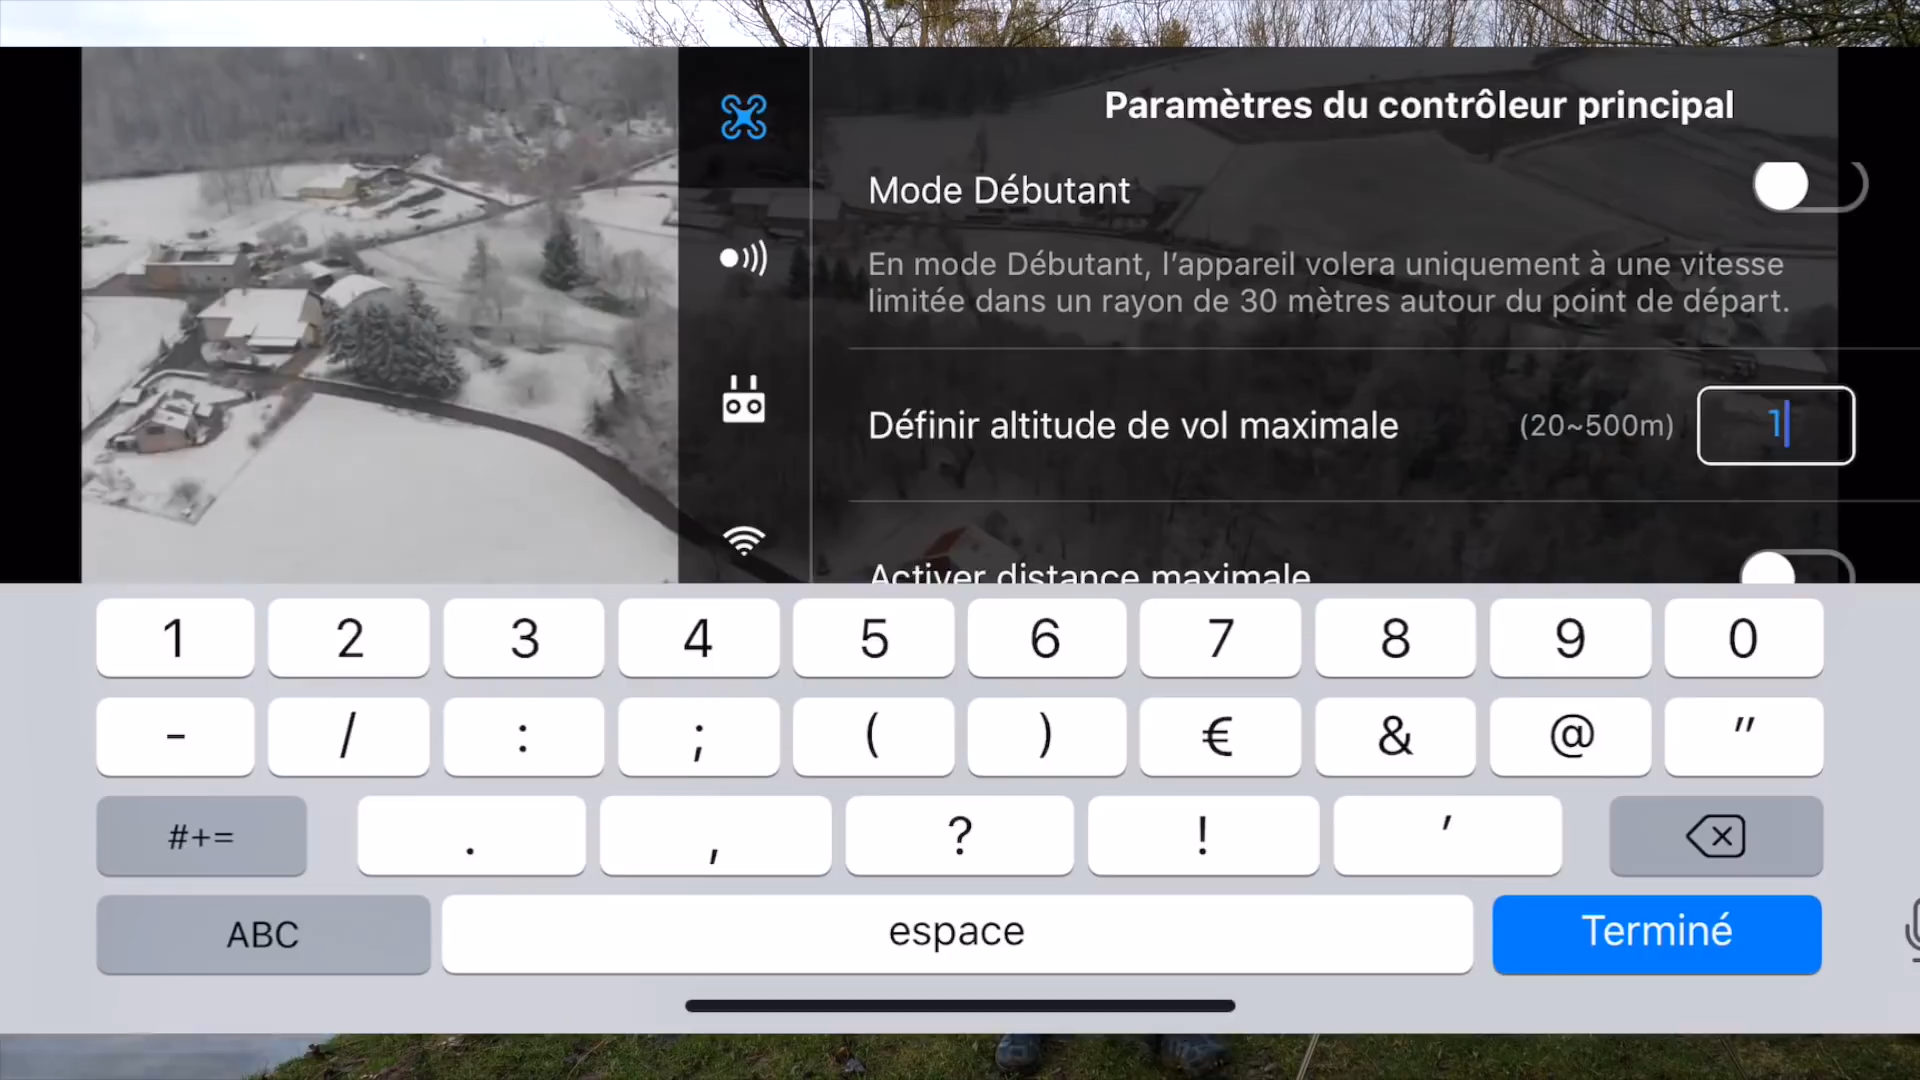 Paramètres du contrôleur principal
Mode Débutant
En mode Débutant, l’appareil volera uniquement à une vitesse
limitée dans un rayon de 30 mètres autour du point de départ.
Définir altitude de vol maximale (20~500m) 1
Activer distance maximale
1 2 3 4 5 6 7 8 9 0
- / : ; ( ) € & @ "
#+= . , ? ! '
ABC espace Terminé